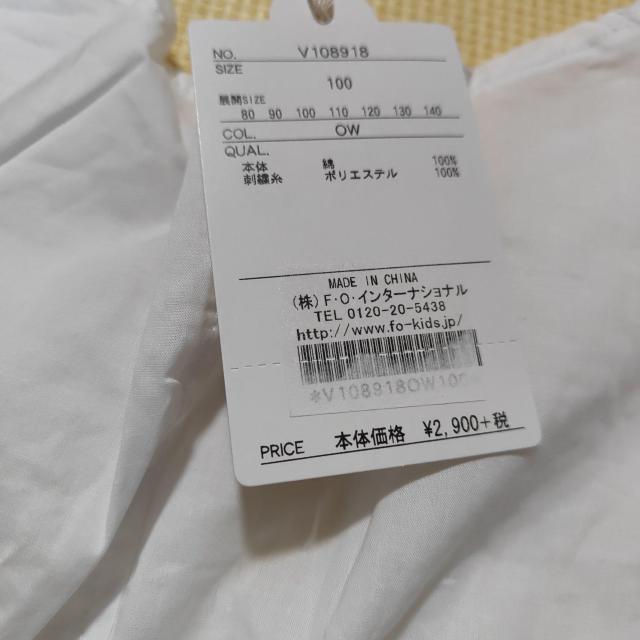 NO. V108918
SIZE
100
展開SIZE
80 90 100 110 120 130 140
COL. OW
QUAL.
本体 綿 100%
刺繍糸 ポリエステル 100%
MADE IN CHINA
(株)F・O・インターナショナル
TEL 0120-20-5438
http://www.fo-kids.jp/
*V108918OW100*
PRICE 本体価格 ¥2,900+税